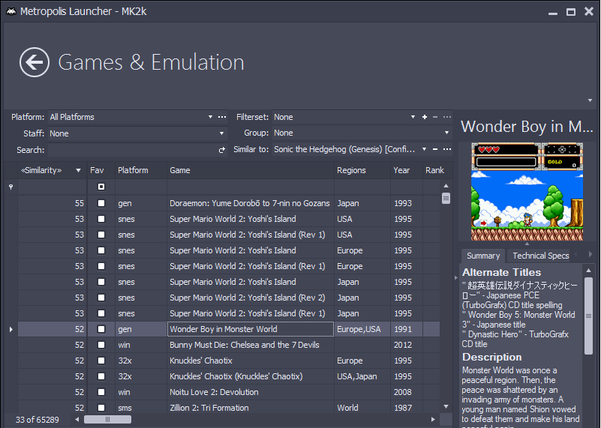 Metropolis Launcher - MK2k
Games & Emulation
Platform: All Platforms
Filterset: None
Staff: None
Group: None
Search:
Similar to: Sonic the Hedgehog (Genesis) [Confi...
«Similarity» Fav Platform Game Regions Year Rank
55 gen Doraemon: Yume Dorobō to 7-nin no Gozans Japan 1993
53 snes Super Mario World 2: Yoshi's Island USA 1995
53 snes Super Mario World 2: Yoshi's Island (Rev 1) USA 1995
53 snes Super Mario World 2: Yoshi's Island Europe 1995
53 snes Super Mario World 2: Yoshi's Island (Rev 1) Europe 1995
53 snes Super Mario World 2: Yoshi's Island Japan 1995
53 snes Super Mario World 2: Yoshi's Island (Rev 2) Japan 1995
53 snes Super Mario World 2: Yoshi's Island (Rev 1) Japan 1995
52 gen Wonder Boy in Monster World Europe,USA 1991
52 win Bunny Must Die: Chelsea and the 7 Devils 2012
52 32x Knuckles' Chaotix Europe 1995
52 32x Knuckles' Chaotix (Knuckles' Chaotix) USA,Japan 1995
52 win Noitu Love 2: Devolution 2008
52 sms Zillion 2: Tri Formation World 1987
33 of 65289
Wonder Boy in M...
GOLD
Summary Technical Specs
Alternate Titles
" 超英雄伝説ダイナスティックヒ
ーロー" - Japanese PCE
(TurboGrafx) CD title spelling
" Wonder Boy 5: Monster World
3" - Japanese title
" Dynastic Hero" - TurboGrafx
CD title
Description
Monster World was once a
peaceful region. Then, the
peace was shattered by an
invading army of monsters. A
young man named Shion vowed
to defeat them and make his land